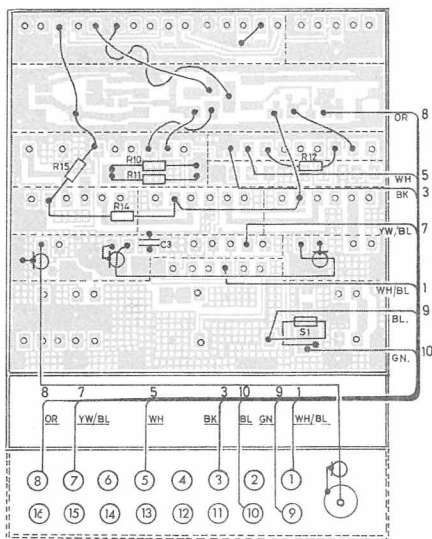 8
OR
R10
R15
R12
R11
5
WH
3
BK
R14
7
YW/BL
C3
1
WH/BL
9
BL.
S1
10
GN.
8 7 5 3 10 9 1
OR YW/BL WH BK BL GN WH/BL
8 7 6 5 4 3 2 1
16 15 14 13 12 11 10 9